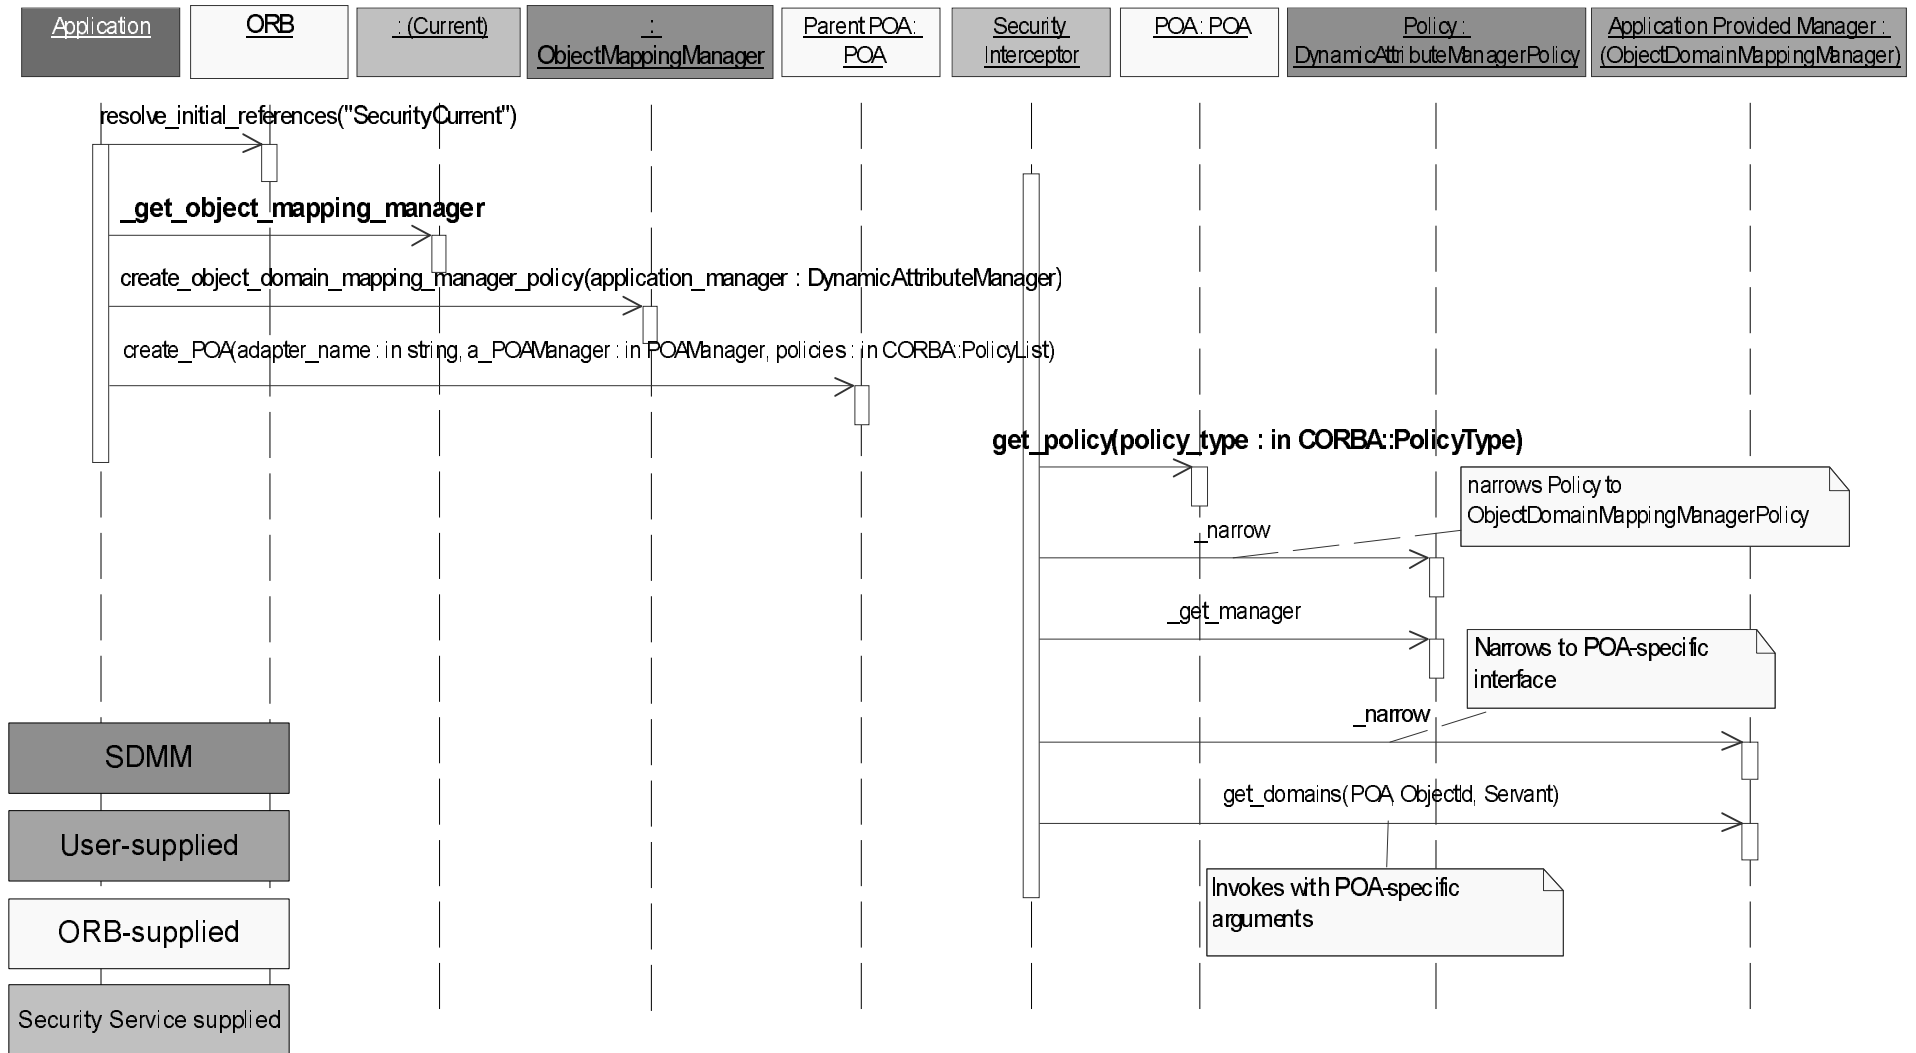 Application
ORB
: (Current)
:
ObjectMappingManager
Parent POA :
POA
Security
Interceptor
POA : POA
Policy :
DynamicAttributeManagerPolicy
Application Provided Manager :
(ObjectDomainMappingManager)
resolve_initial_references("SecurityCurrent")
_get_object_mapping_manager
create_object_domain_mapping_manager_policy(application_manager : DynamicAttributeManager)
create_POA(adapter_name : in string, a_POAManager : in POAManager, policies : in CORBA::PolicyList)
get_policy(policy_type : in CORBA::PolicyType)
narrows Policy to
ObjectDomainMappingManagerPolicy
_narrow
_get_manager
Narrows to POA-specific
interface
_narrow
get_domains(POA, ObjectId, Servant)
Invokes with POA-specific
arguments
SDMM
User-supplied
ORB-supplied
Security Service supplied